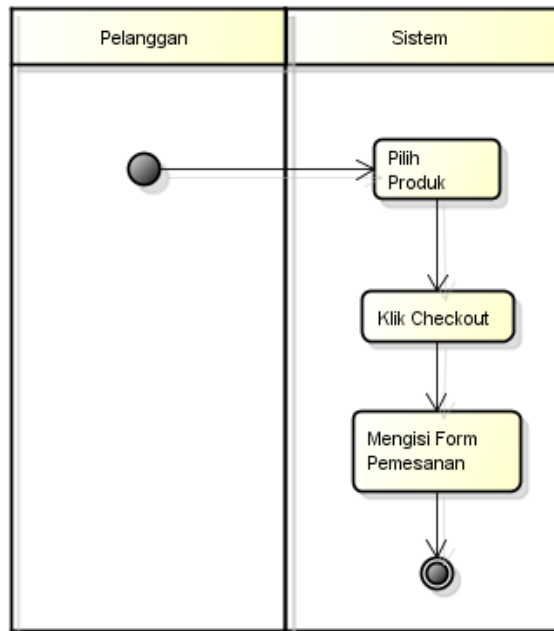 Pelanggan
Sistem
Pilih
Produk
Klik Checkout
Mengisi Form
Pemesanan